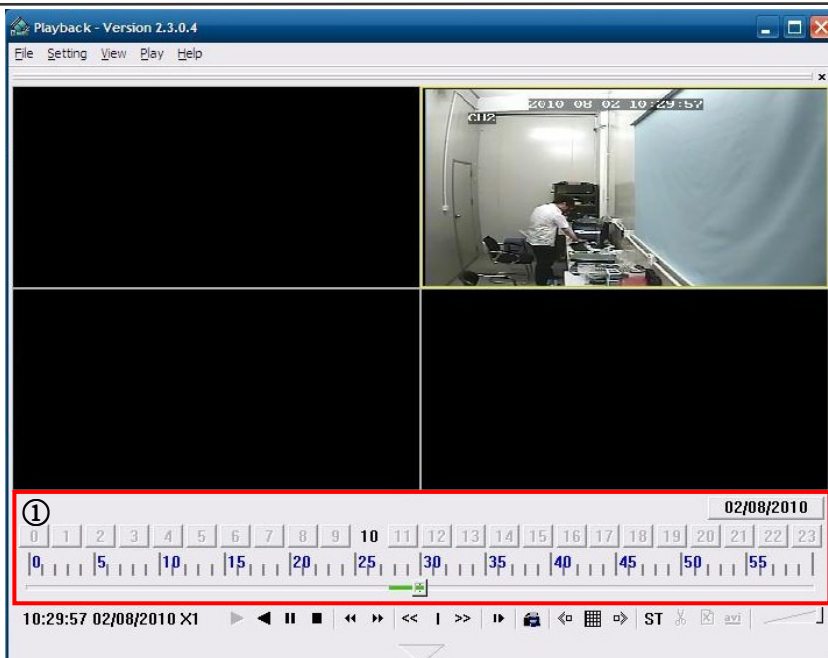 Playback - Version 2.3.0.4
File Setting View Play Help
2010 08 02 10:29:57
CH2
①
02/08/2010
0 1 2 3 4 5 6 7 8 9 10 11 12 13 14 15 16 17 18 19 20 21 22 23
0 5 10 15 20 25 30 35 40 45 50 55
10:29:57 02/08/2010 X1 << >> ST avi